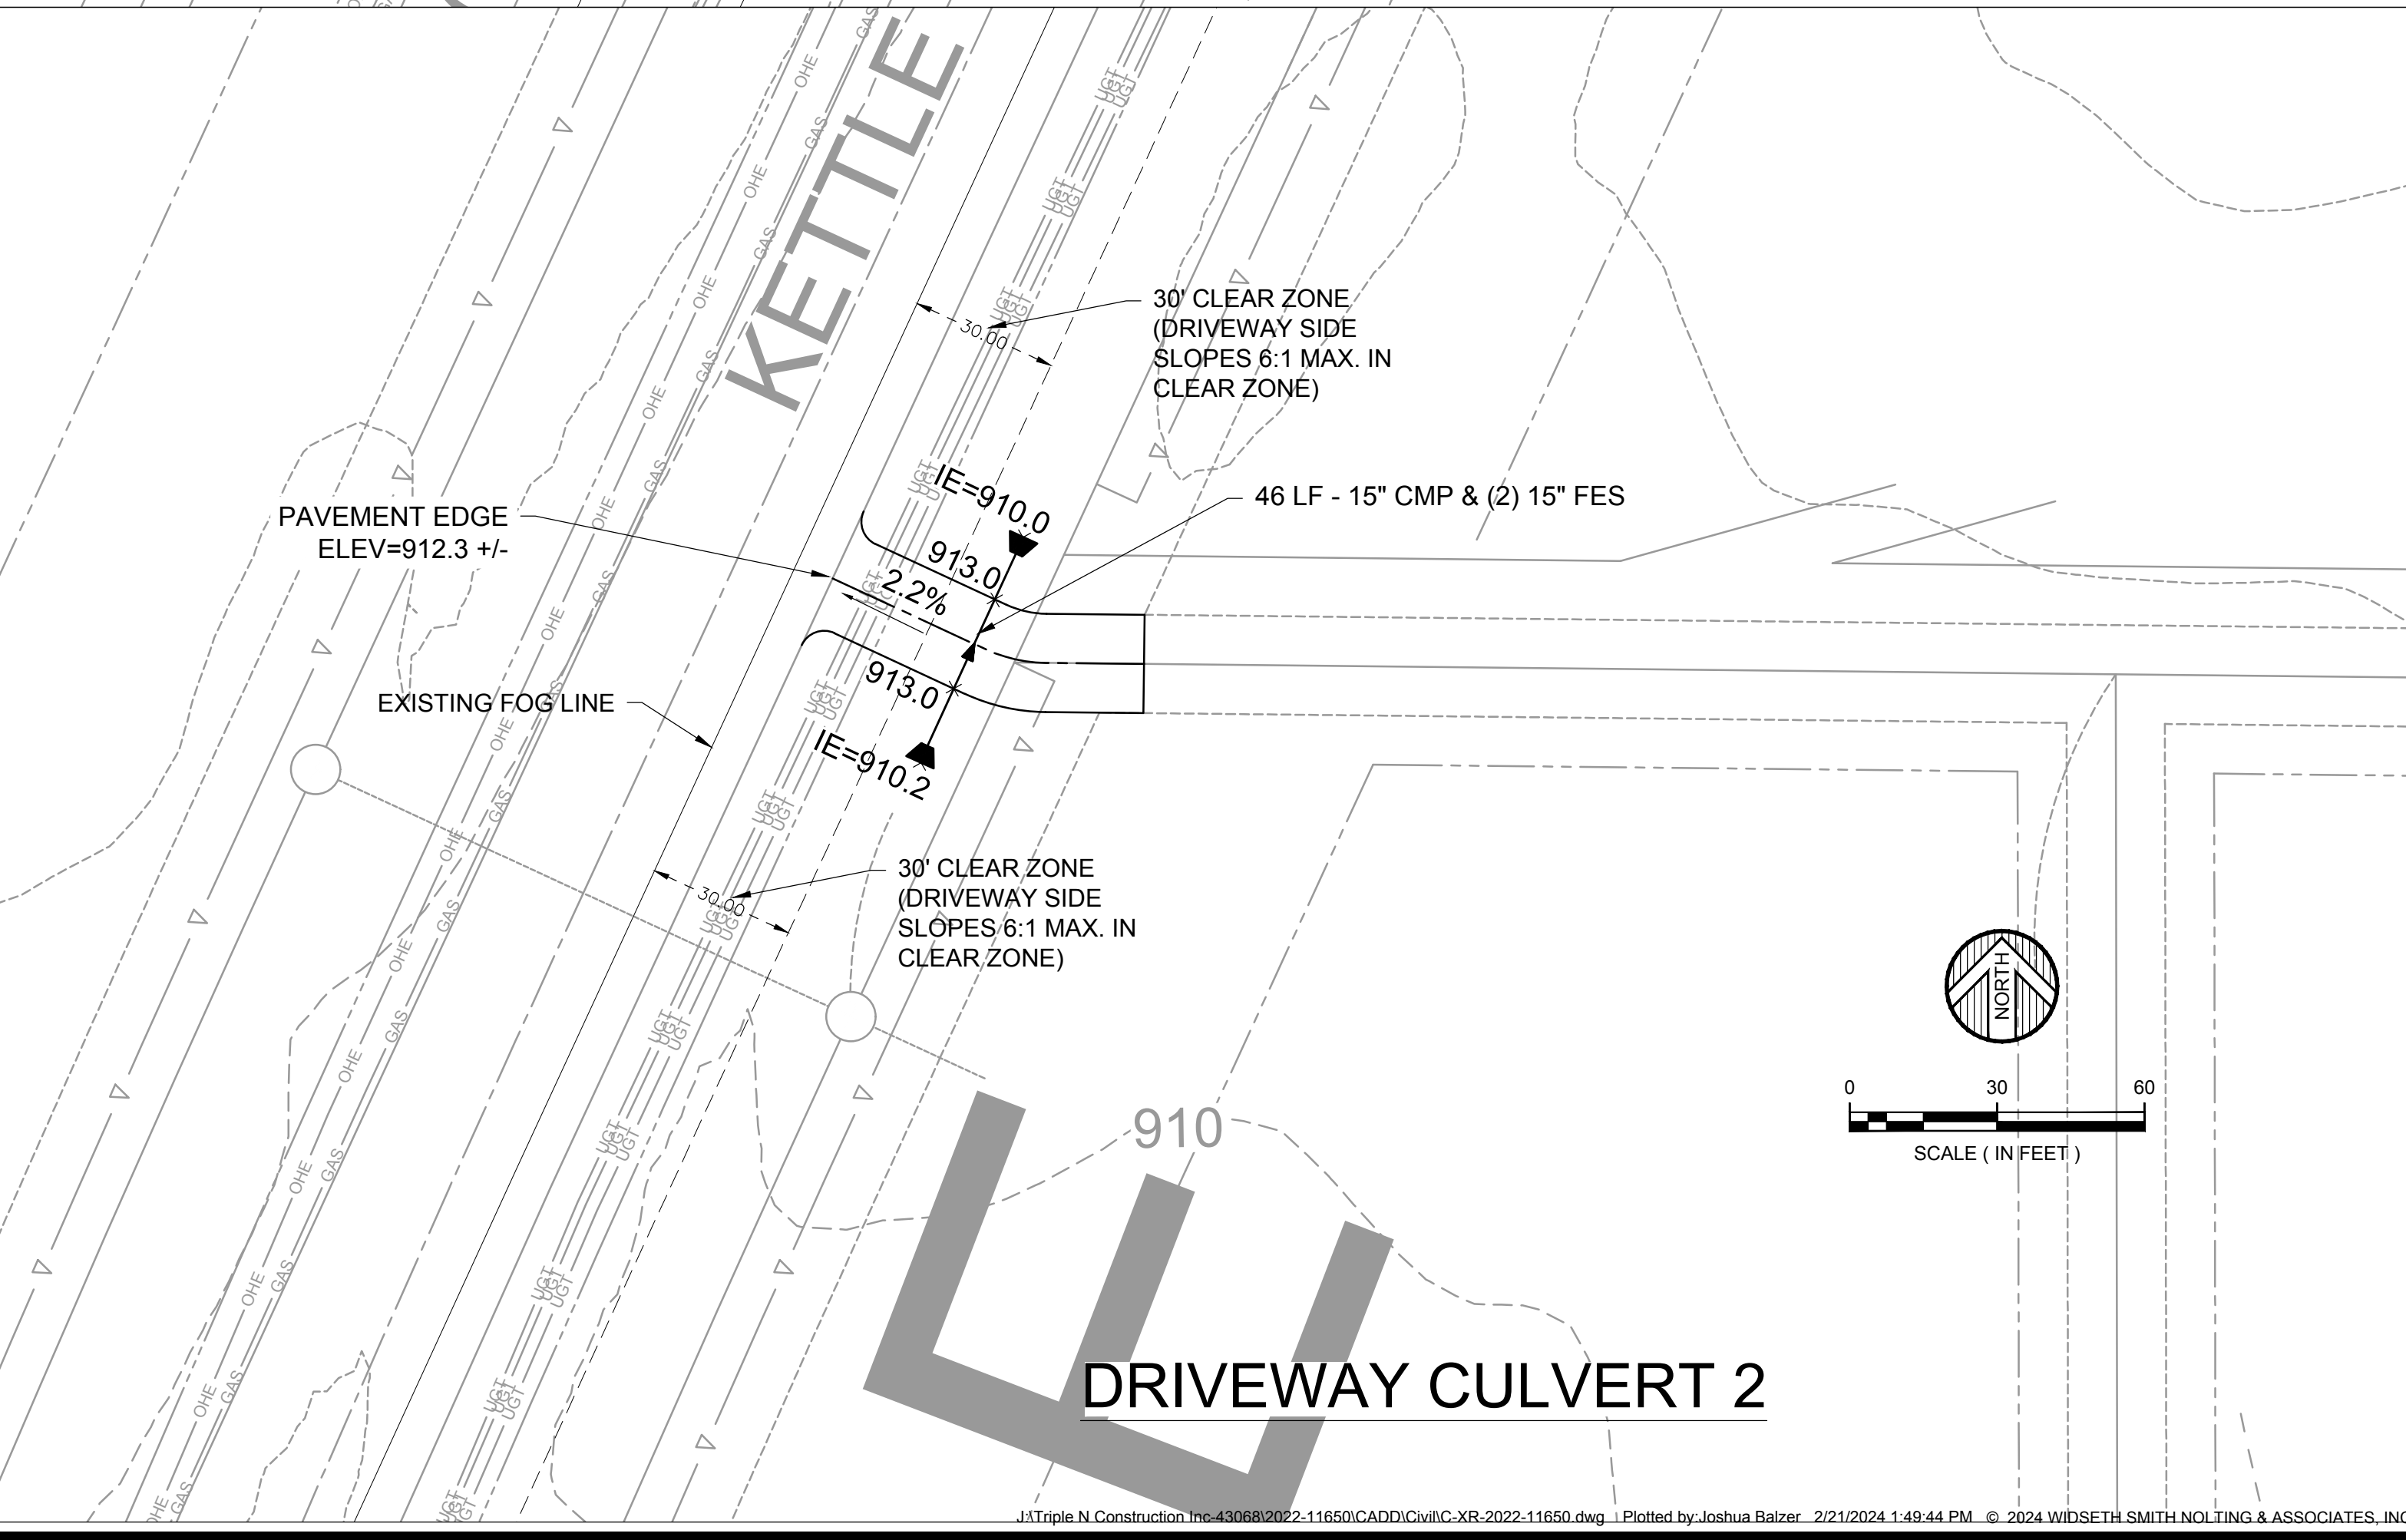 KETTLE
30' CLEAR ZONE
(DRIVEWAY SIDE
SLOPES 6:1 MAX. IN
CLEAR ZONE)
30.00
IE=910.0
46 LF - 15" CMP & (2) 15" FES
PAVEMENT EDGE
ELEV=912.3 +/-
913.0
2.2%
913.0
EXISTING FOG LINE
IE=910.2
30' CLEAR ZONE
(DRIVEWAY SIDE
SLOPES 6:1 MAX. IN
CLEAR ZONE)
30.00
NORTH
0 30 60
SCALE ( IN FEET )
910
E
DRIVEWAY CULVERT 2
OHE
GAS
UGT
J:\Triple N Construction Inc-43068\2022-11650\CADD\Civil\C-XR-2022-11650.dwg Plotted by:Joshua Balzer 2/21/2024 1:49:44 PM © 2024 WIDSETH SMITH NOLTING & ASSOCIATES, INC